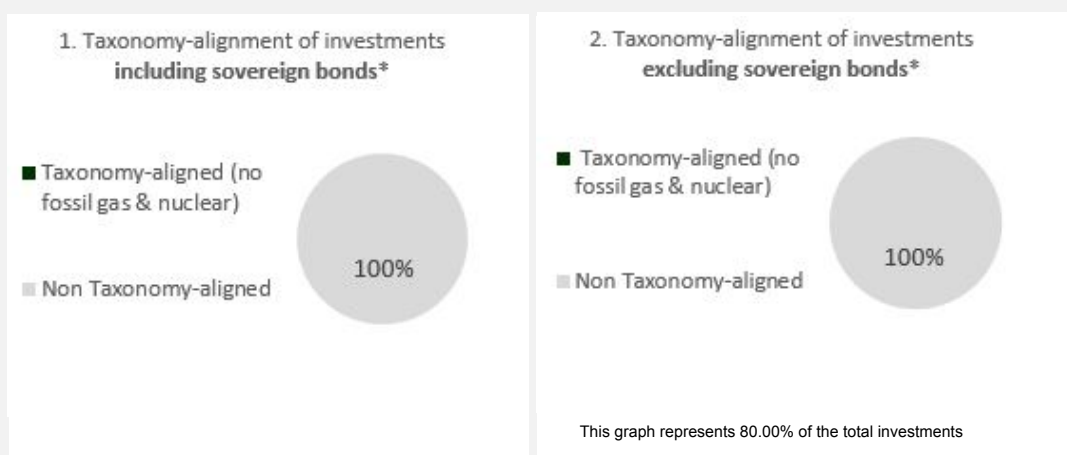 1. Taxonomy-alignment of investments
including sovereign bonds*
Taxonomy-aligned (no
fossil gas & nuclear)
Non Taxonomy-aligned
100%
2. Taxonomy-alignment of investments
excluding sovereign bonds*
Taxonomy-aligned (no
fossil gas & nuclear)
Non Taxonomy-aligned
100%
This graph represents 80.00% of the total investments